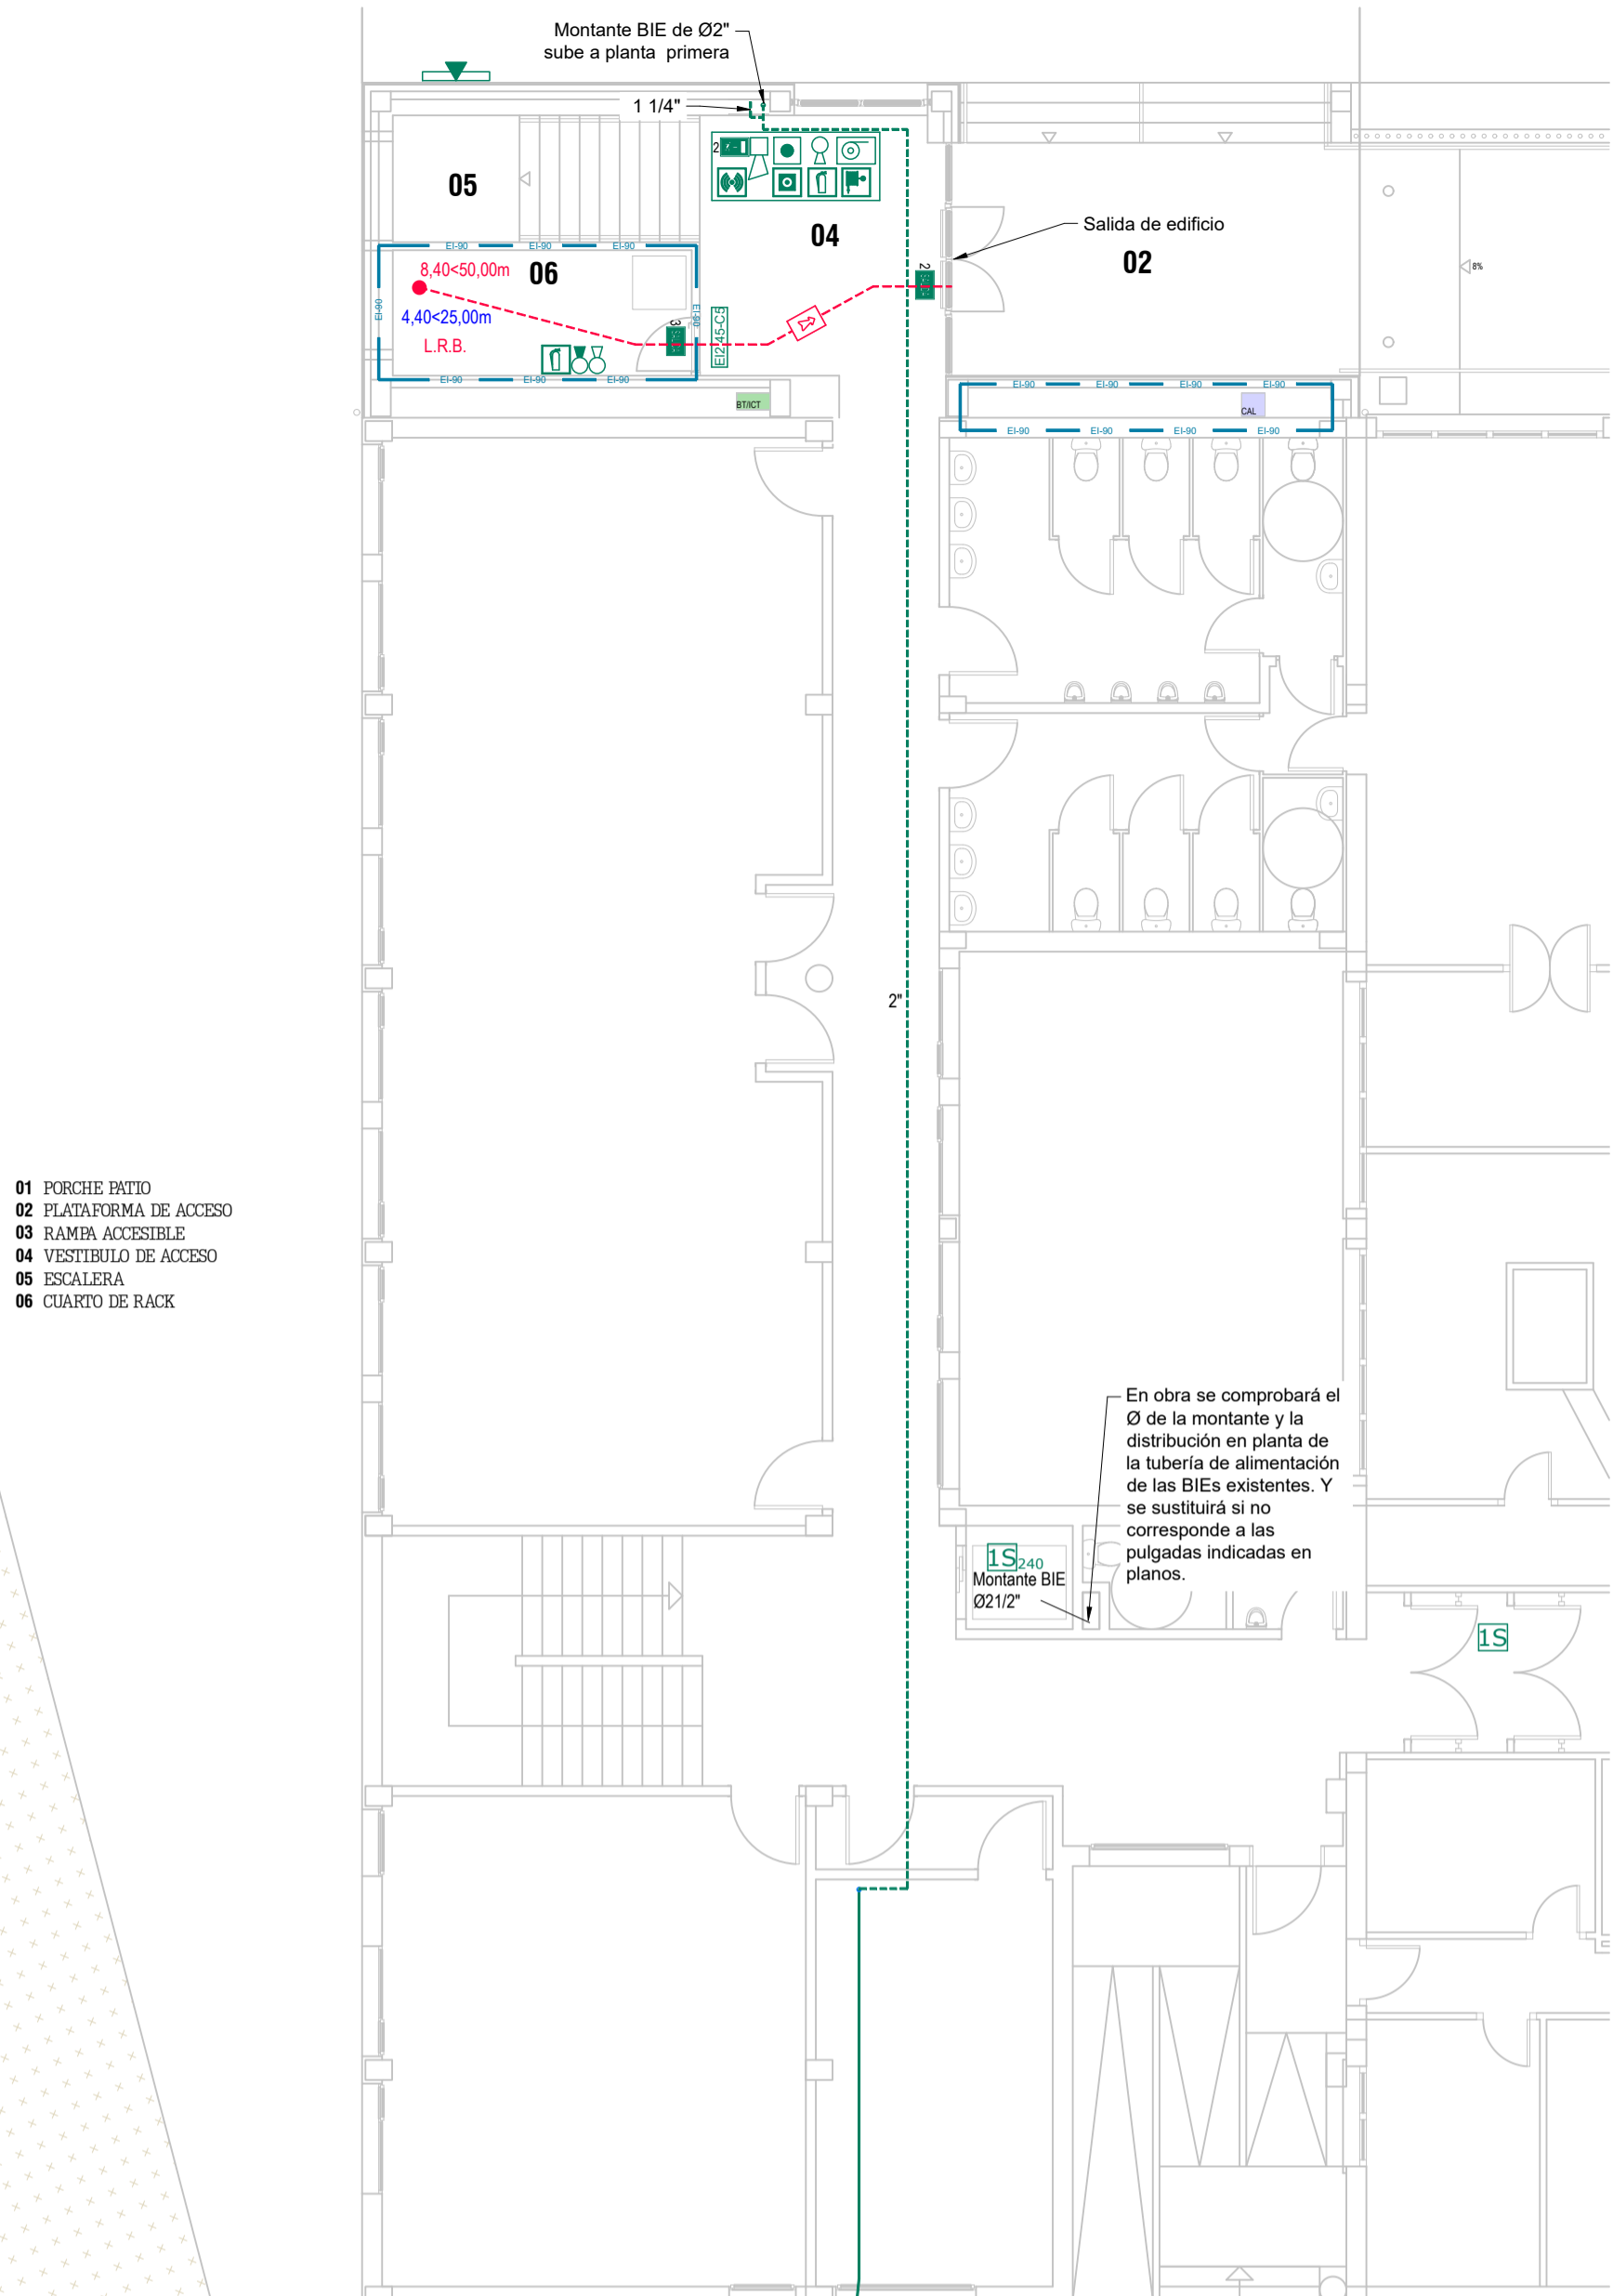 Montante BIE de Ø2"
sube a planta  primera
1 1/4"
2
05
04
Salida de edificio
02
8%
2
EI-90 EI-90 EI-90
8,40<50,00m
06
EI-90
EI-90
4,40<25,00m
L.R.B.
3
EI2-45-C5
EI-90 EI-90 EI-90
BT/ICT
EI-90 EI-90 EI-90 EI-90
CAL
EI-90 EI-90 EI-90 EI-90
2"
01 PORCHE PATIO
02 PLATAFORMA DE ACCESO
03 RAMPA ACCESIBLE
04 VESTIBULO DE ACCESO
05 ESCALERA
06 CUARTO DE RACK
En obra se comprobará el
Ø de la montante y la
distribución en planta de
la tubería de alimentación
de las BIEs existentes. Y
se sustituirá si no
corresponde a las
pulgadas indicadas en
planos.
1S240
Montante BIE
Ø21/2"
1S